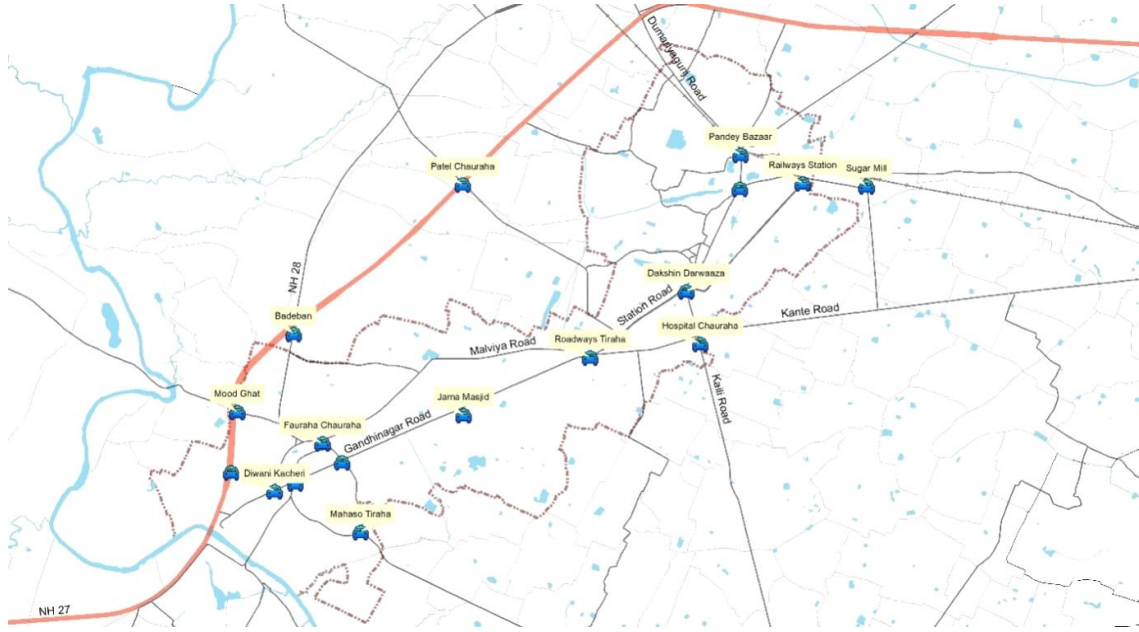 Dumariyagunj Road
Pandey Bazaar
Patel Chauraha
Railways Station
Sugar Mill
NH 28
Dakshin Darwaaza
Station Road
Badeban
Kante Road
Hospital Chauraha
Malviya Road
Roadways Tiraha
Kaili Road
Mood Ghat
Jama Masjid
Gandhinagar Road
Fauraha Chauraha
Diwani Kacheri
Mahaso Tiraha
NH 27